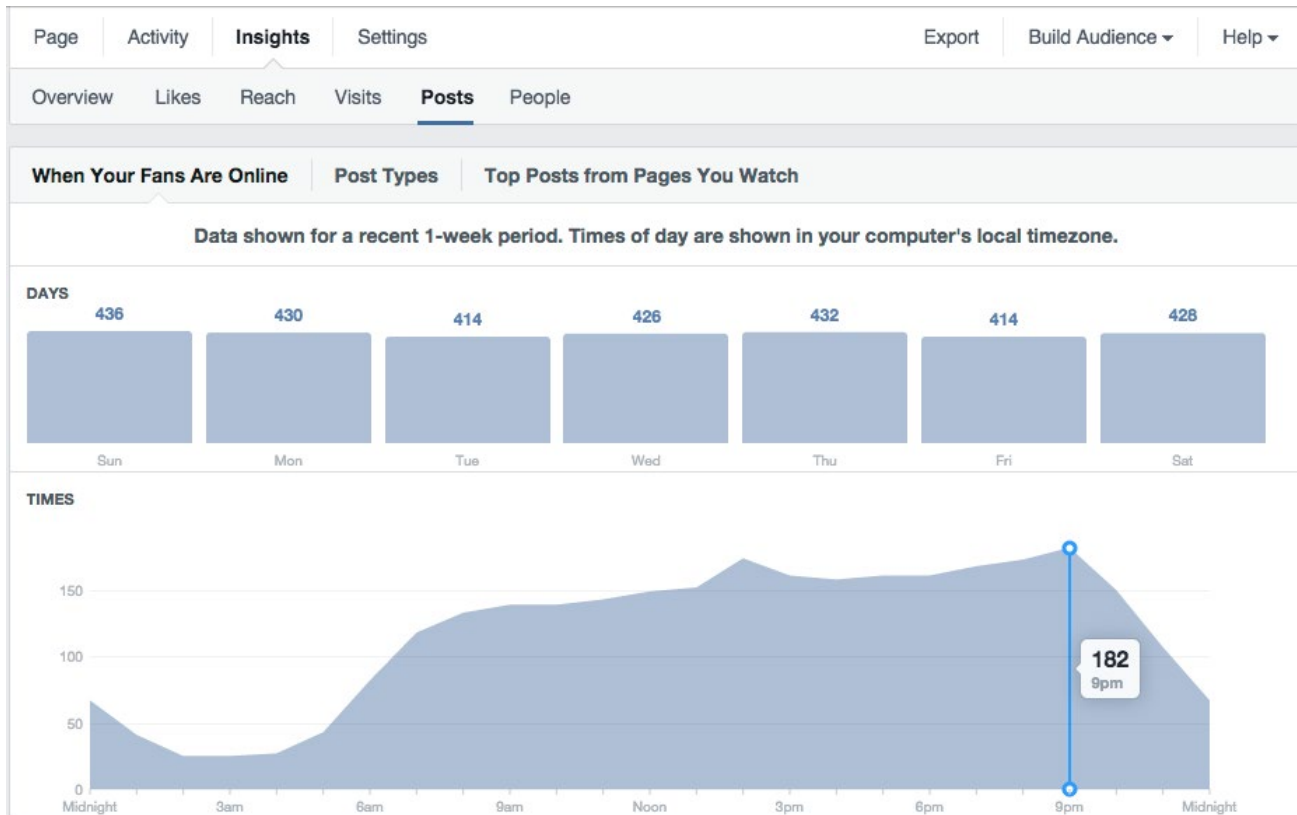 Page Activity Insights Settings Export Build Audience Help
Overview Likes Reach Visits Posts People
When Your Fans Are Online Post Types Top Posts from Pages You Watch
Data shown for a recent 1-week period. Times of day are shown in your computer's local timezone.
DAYS
436 430 414 426 432 414 428
Sun Mon Tue Wed Thu Fri Sat
TIMES
150
100
50
0
182
9pm
Midnight 3am 6am 9am Noon 3pm 6pm 9pm Midnight